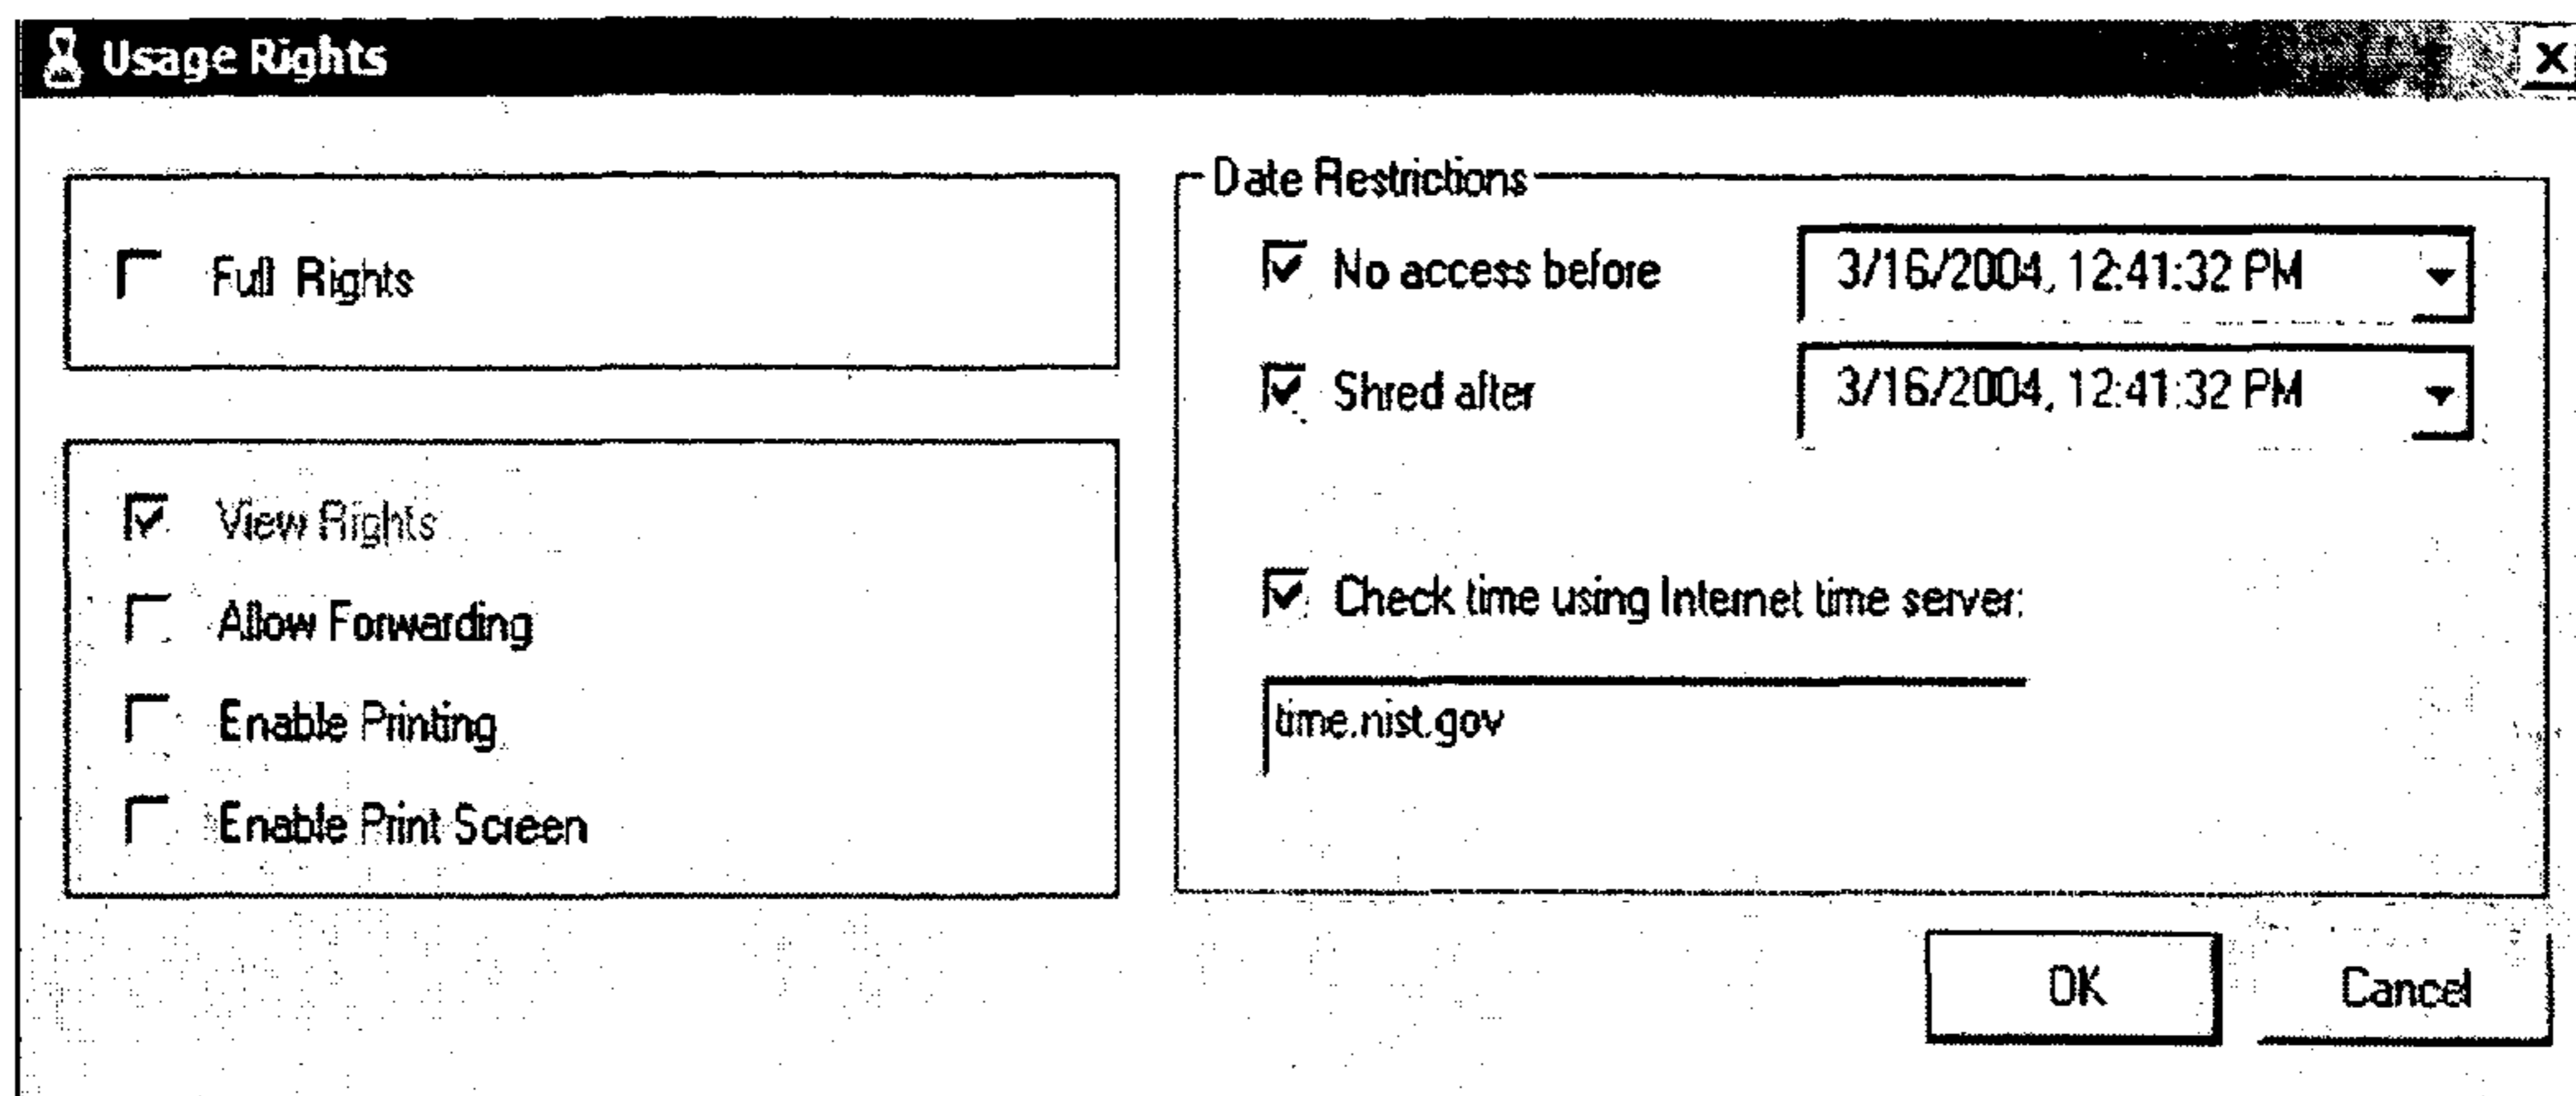 Usage Rights
Full Rights
View Rights
Allow Forwarding
Enable Printing
Enable Print Screen
Date Restrictions
No access before 3/16/2004, 12:41:32 PM
Shred after 3/16/2004, 12:41:32 PM
Check time using Internet time server:
time.nist.gov
OK Cancel